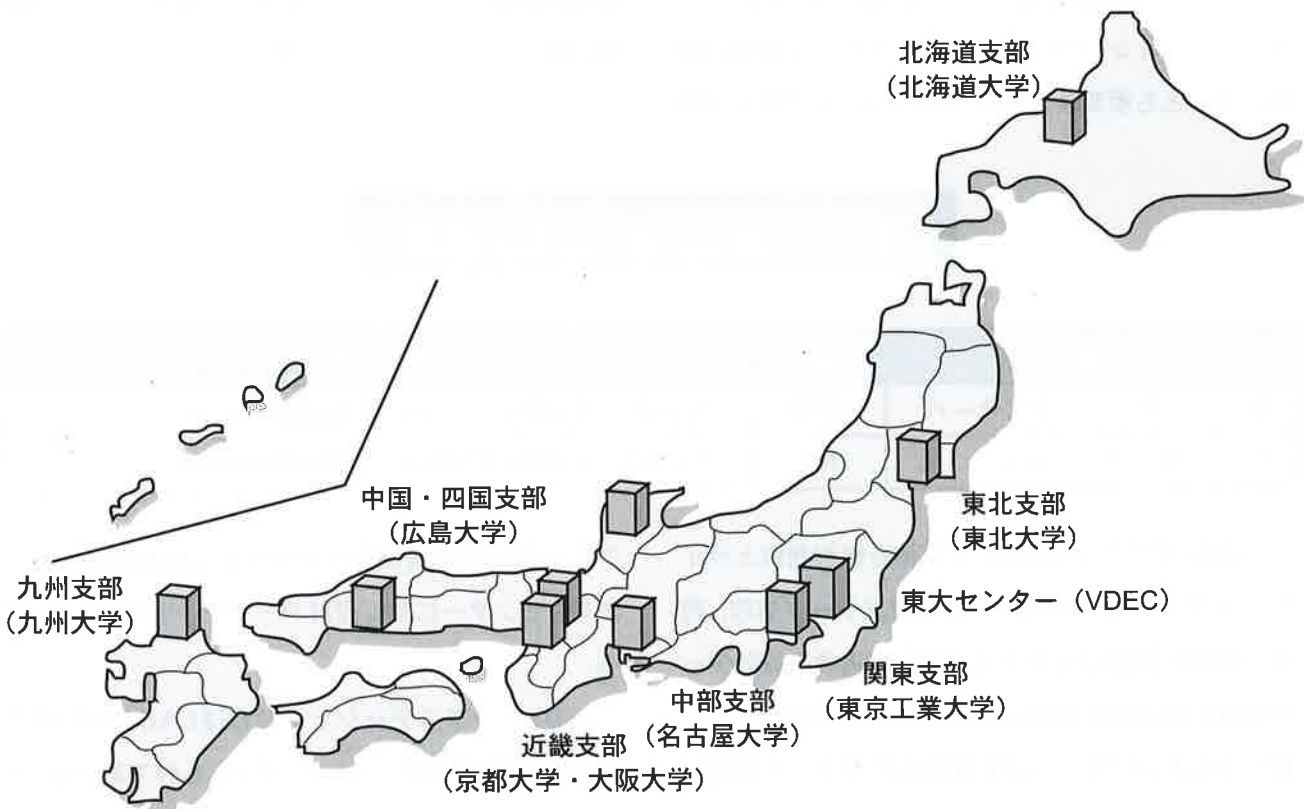 北海道支部
(北海道大学)
中国・四国支部
(広島大学)
東北支部
(東北大学)
九州支部
(九州大学)
東大センター(VDEC)
関東支部
(東京工業大学)
中部支部
(名古屋大学)
近畿支部
(京都大学・大阪大学)